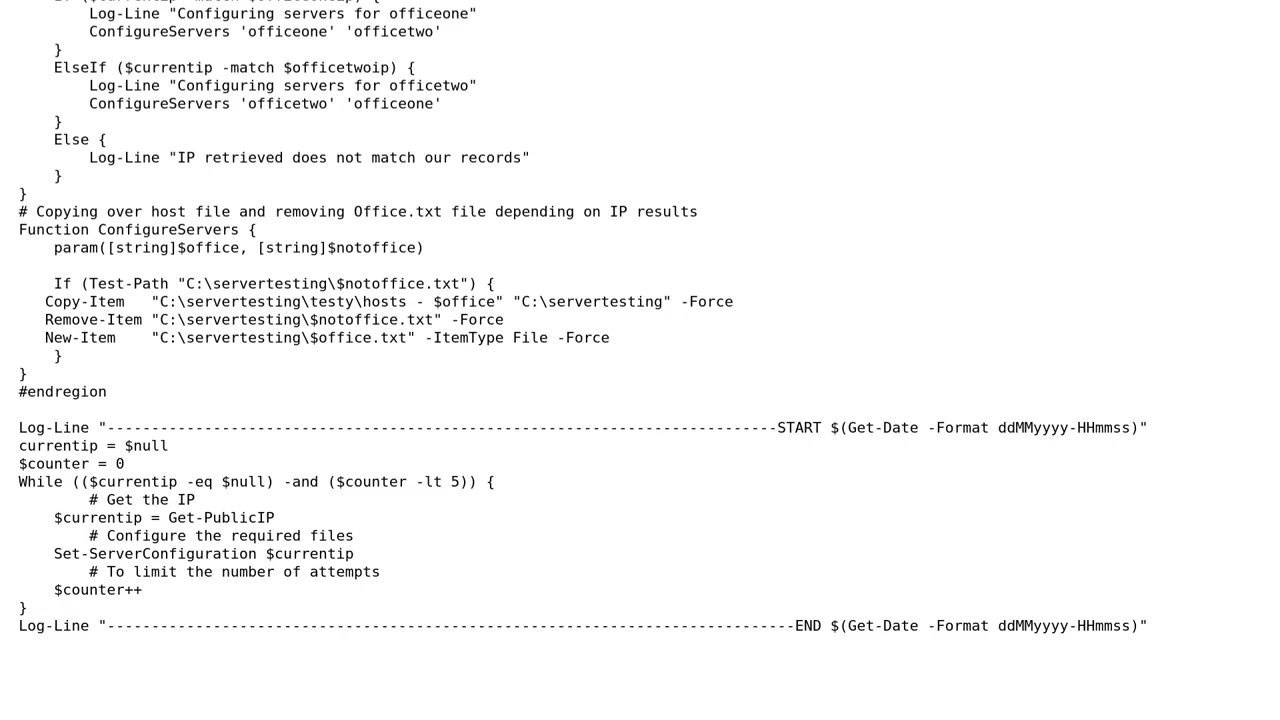 Log-Line "Configuring servers for officeone"
ConfigureServers 'officeone' 'officetwo'
}
ElseIf ($currentip -match $officetwoip) {
Log-Line "Configuring servers for officetwo"
ConfigureServers 'officetwo' 'officeone'
}
Else {
Log-Line "IP retrieved does not match our records"
}
}
# Copying over host file and removing Office.txt file depending on IP results
Function ConfigureServers {
param([string]$office, [string]$notoffice)
If (Test-Path "C:\servertesting\$notoffice.txt") {
Copy-Item   "C:\servertesting\testy\hosts - $office" "C:\servertesting" -Force
Remove-Item "C:\servertesting\$notoffice.txt" -Force
New-Item    "C:\servertesting\$office.txt" -ItemType File -Force
}
}
#endregion
Log-Line "----------------------------------------------------------------------------START $(Get-Date -Format ddMMyyyy-HHmmss)"
currentip = $null
$counter = 0
While (($currentip -eq $null) -and ($counter -lt 5)) {
# Get the IP
$currentip = Get-PublicIP
# Configure the required files
Set-ServerConfiguration $currentip
# To limit the number of attempts
$counter++
}
Log-Line "------------------------------------------------------------------------------END $(Get-Date -Format ddMMyyyy-HHmmss)"